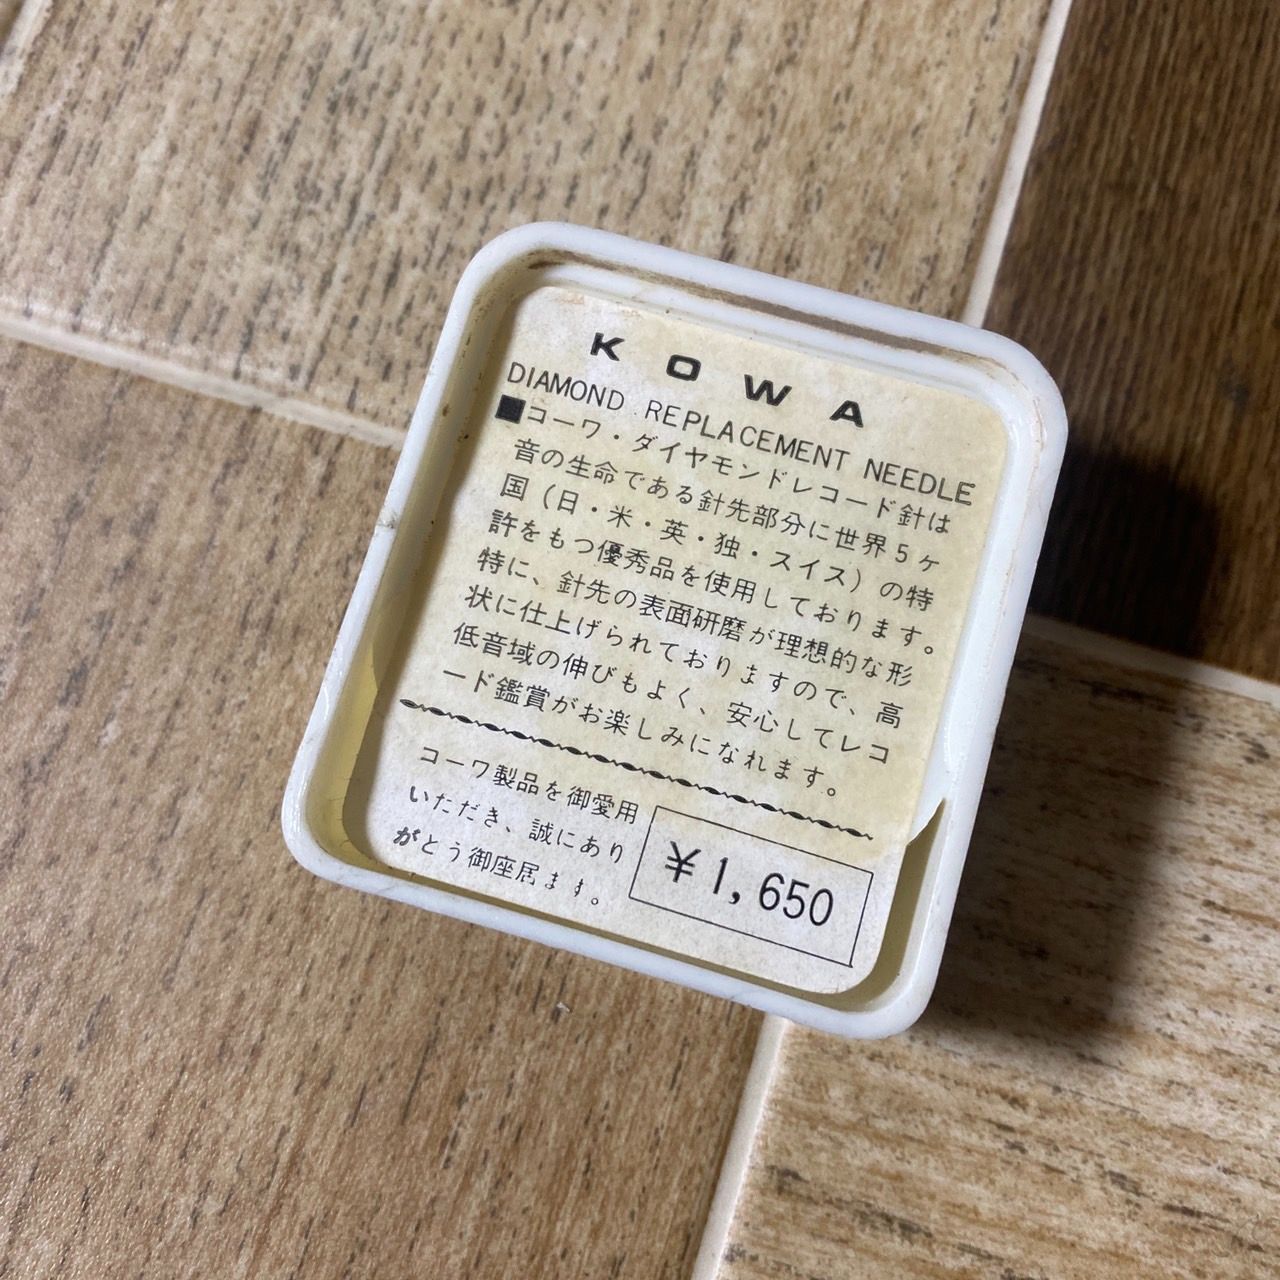 KOWA
DIAMOND REPLACEMENT NEEDLE
■コーワ・ダイヤモンドレコード針は
音の生命である針先部分に世界5ヶ
国(日・米・英・独・スイス)の特
許をもつ優秀品を使用しております。
特に、針先の表面研磨が理想的な形
状に仕上げられておりますので、高
低音域の伸びもよく、安心してレコ
ード鑑賞がお楽しみになれます。
コーワ製品を御愛用
いただき、誠にあり
がとう御座居ます。
¥1,650